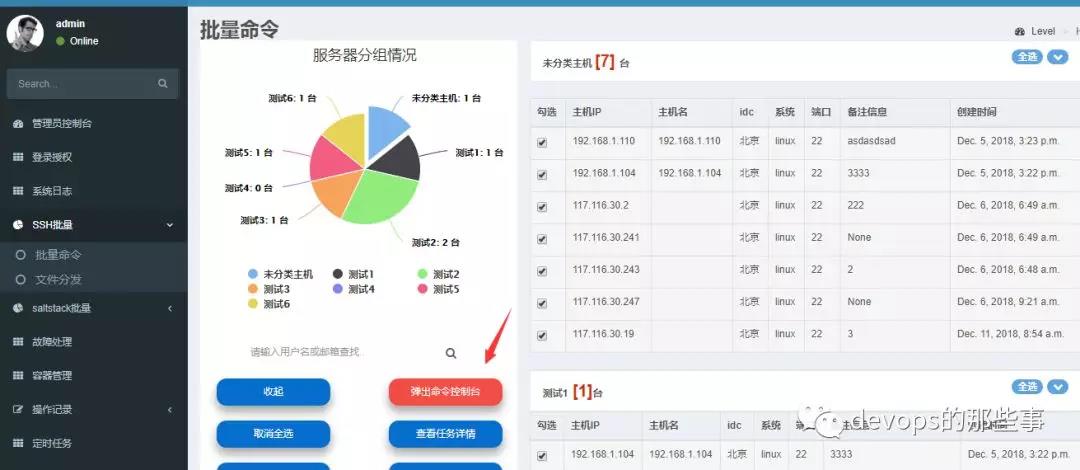 admin
Online
Search...
管理员控制台
登录授权
系统日志
SSH批量
批量命令
文件分发
saltstack批量
故障处理
容器管理
操作记录
定时任务
批量命令
Level
服务器分组情况
测试6: 1 台
未分类主机: 1 台
测试5: 1 台
测试1: 1 台
测试4: 0 台
测试3: 1 台
测试2: 2 台
未分类主机 测试1 测试2
测试3 测试4 测试5
测试6
请输入用户名或邮箱查找..
收起 弹出命令控制台
取消全选 查看任务详情
未分类主机 [7] 台 全选
勾选 主机IP 主机名 idc 系统 端口 备注信息 创建时间
192.168.1.110 192.168.1.110 北京 linux 22 asdasdsad Dec. 5, 2018, 3:23 p.m.
192.168.1.104 192.168.1.104 北京 linux 22 3333 Dec. 5, 2018, 3:22 p.m.
117.116.30.2 北京 linux 22 222 Dec. 6, 2018, 6:49 a.m.
117.116.30.241 北京 linux 22 None Dec. 6, 2018, 6:49 a.m.
117.116.30.243 北京 linux 22 2 Dec. 6, 2018, 6:48 a.m.
117.116.30.247 北京 linux 22 None Dec. 6, 2018, 9:21 a.m.
117.116.30.19 北京 linux 22 3 Dec. 11, 2018, 8:54 a.m.
测试1 [1]台 全选
勾选 主机IP 主机名 idc 系统
devops的那些事
192.168.1.104 192.168.1.104 北京 linux 22 3333 Dec. 5, 2018, 3:22 p.m.